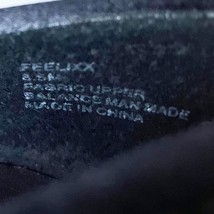 FEELIXX
8.5M
FABRIC UPPER
BALANCE MAN MADE
MADE IN CHINA